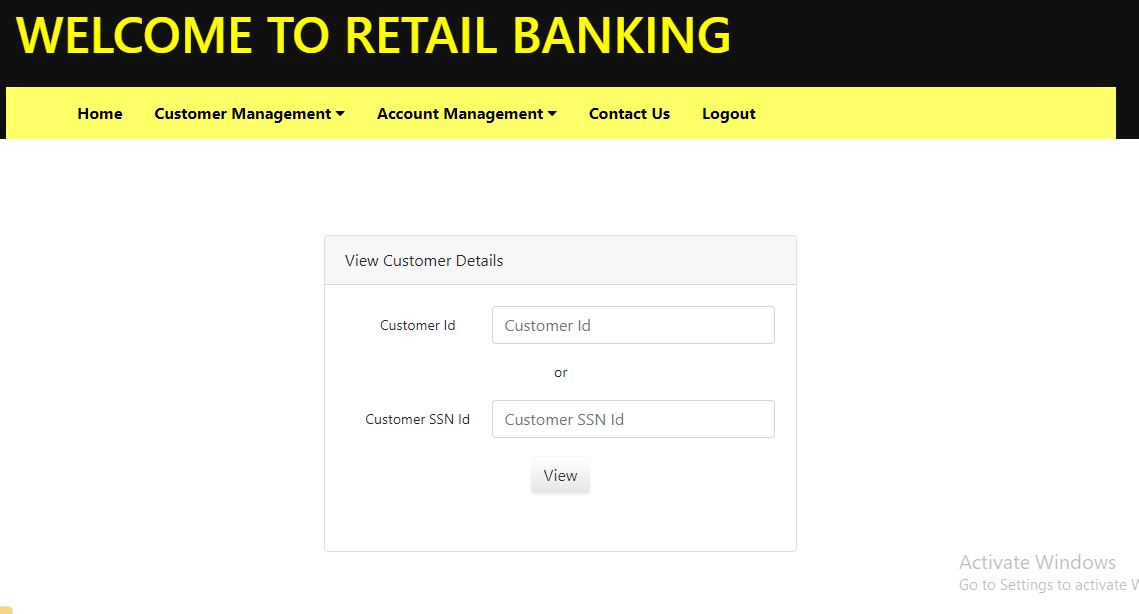 WELCOME TO RETAIL BANKING
Home Customer Management Account Management Contact Us Logout
View Customer Details
Customer Id Customer Id
or
Customer SSN Id Customer SSN Id
View
Activate Windows
Go to Settings to activate W